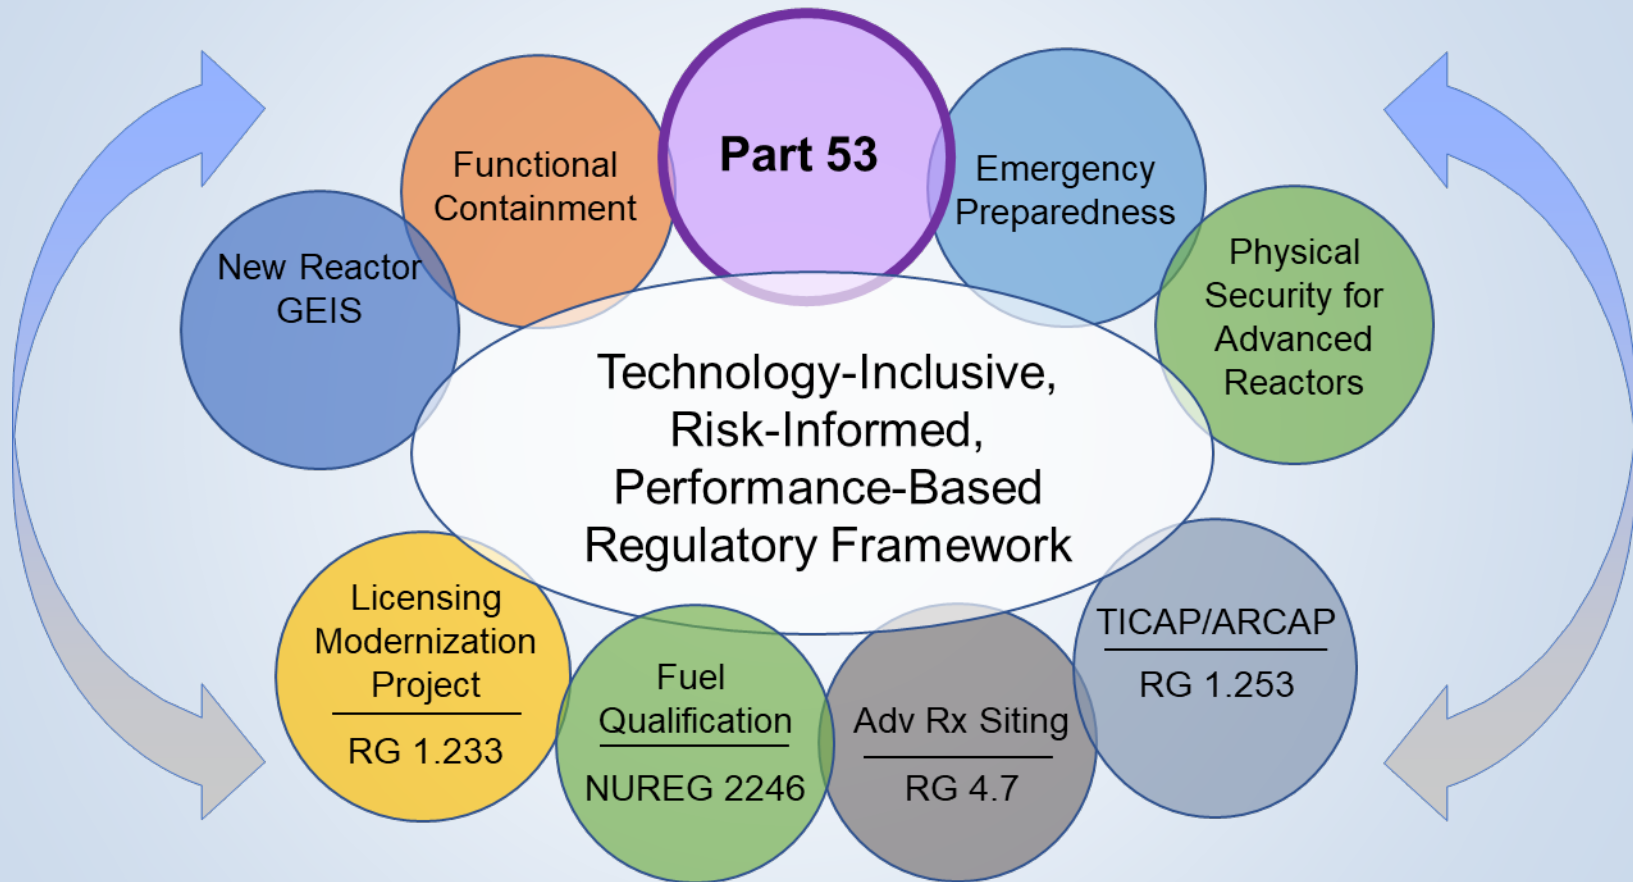 Part 53
Functional
Containment
Emergency
Preparedness
New Reactor
GEIS
Physical
Security for
Advanced
Reactors
Technology-Inclusive,
Risk-Informed,
Performance-Based
Regulatory Framework
Licensing
Modernization
Project
RG 1.233
Fuel
Qualification
NUREG 2246
Adv Rx Siting
RG 4.7
TICAP/ARCAP
RG 1.253